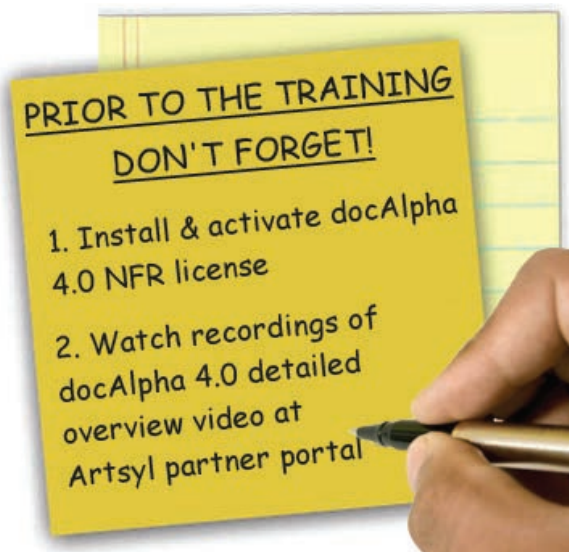 PRIOR TO THE TRAINING
DON'T FORGET!
1. Install & activate docAlpha
4.0 NFR license
2. Watch recordings of
docAlpha 4.0 detailed
overview video at
Artsyl partner portal